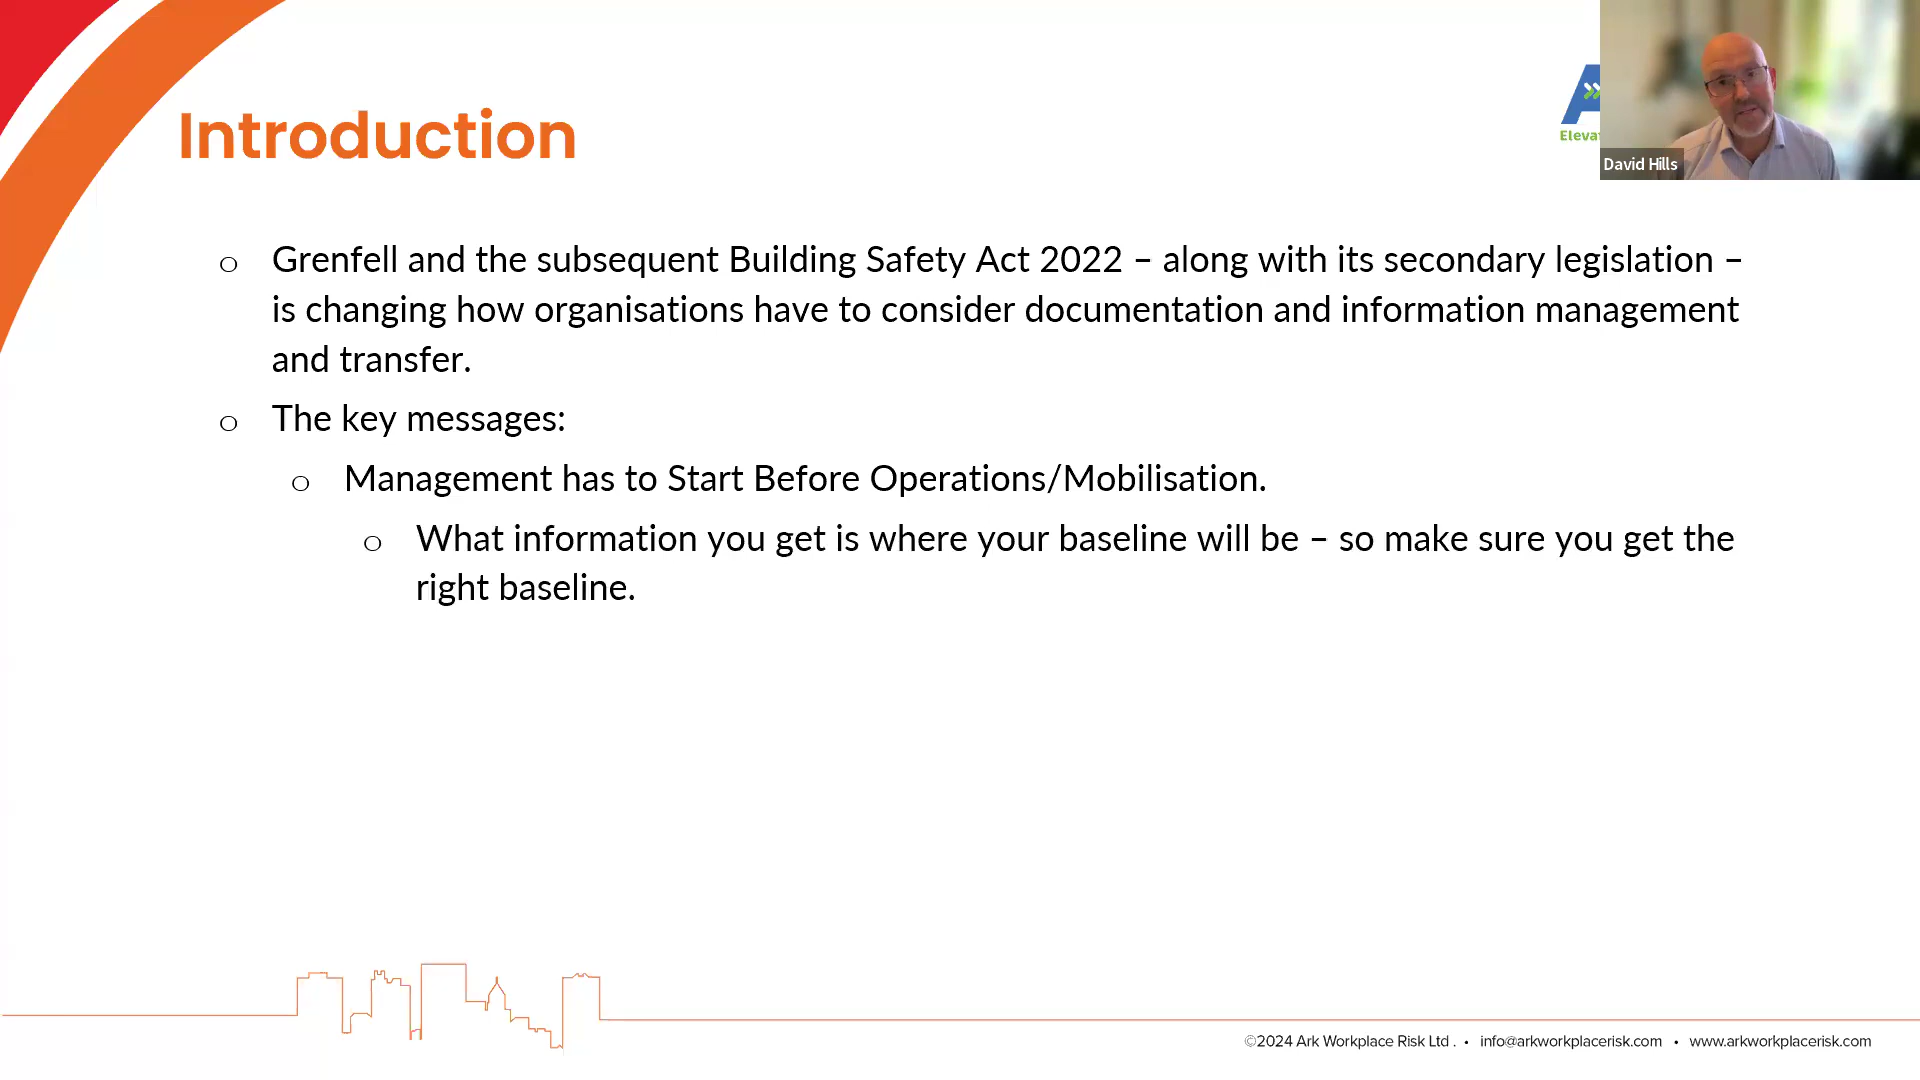 Introduction
Eleva
David Hills
o Grenfell and the subsequent Building Safety Act 2022 – along with its secondary legislation –
is changing how organisations have to consider documentation and information management
and transfer.
o The key messages:
o Management has to Start Before Operations/Mobilisation.
o What information you get is where your baseline will be – so make sure you get the
right baseline.
©2024 Ark Workplace Risk Ltd . • info@arkworkplacerisk.com • www.arkworkplacerisk.com